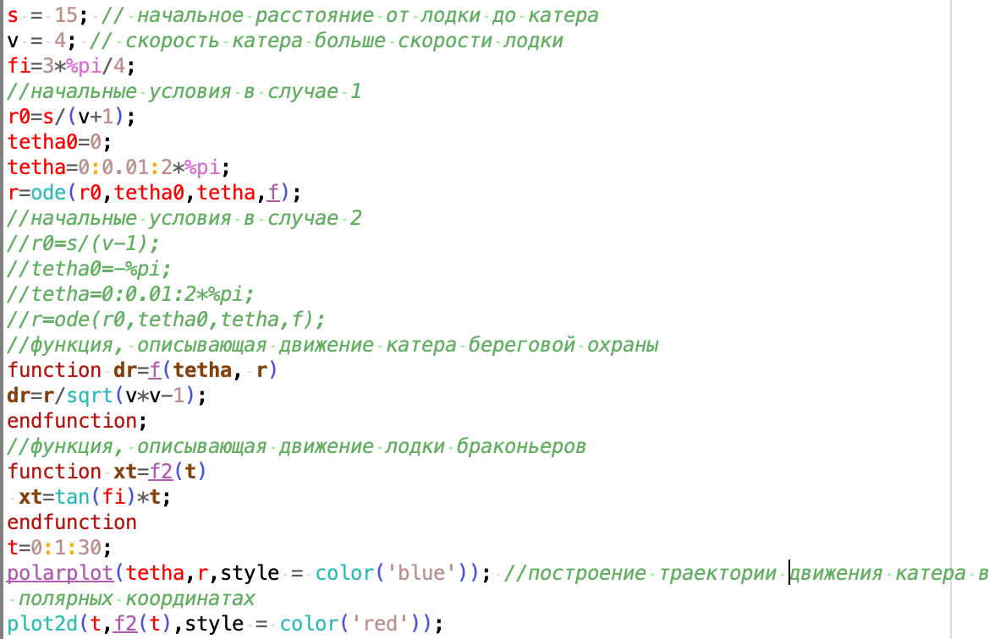 s = 15; // начальное расстояние от лодки до катера
v = 4; // скорость катера больше скорости лодки
fi=3*%pi/4;
//начальные условия в случае 1
r0=s/(v+1);
tetha0=0;
tetha=0:0.01:2*%pi;
r=ode(r0,tetha0,tetha,f);
//начальные условия в случае 2
//r0=s/(v-1);
//tetha0=-%pi;
//tetha=0:0.01:2*%pi;
//r=ode(r0,tetha0,tetha,f);
//функция, описывающая движение катера береговой охраны
function dr=f(tetha, r)
dr=r/sqrt(v*v-1);
endfunction;
//функция, описывающая движение лодки браконьеров
function xt=f2(t)
xt=tan(fi)*t;
endfunction
t=0:1:30;
polarplot(tetha,r,style = color('blue')); //построение траектории движения катера в
полярных координатах
plot2d(t,f2(t),style = color('red'));